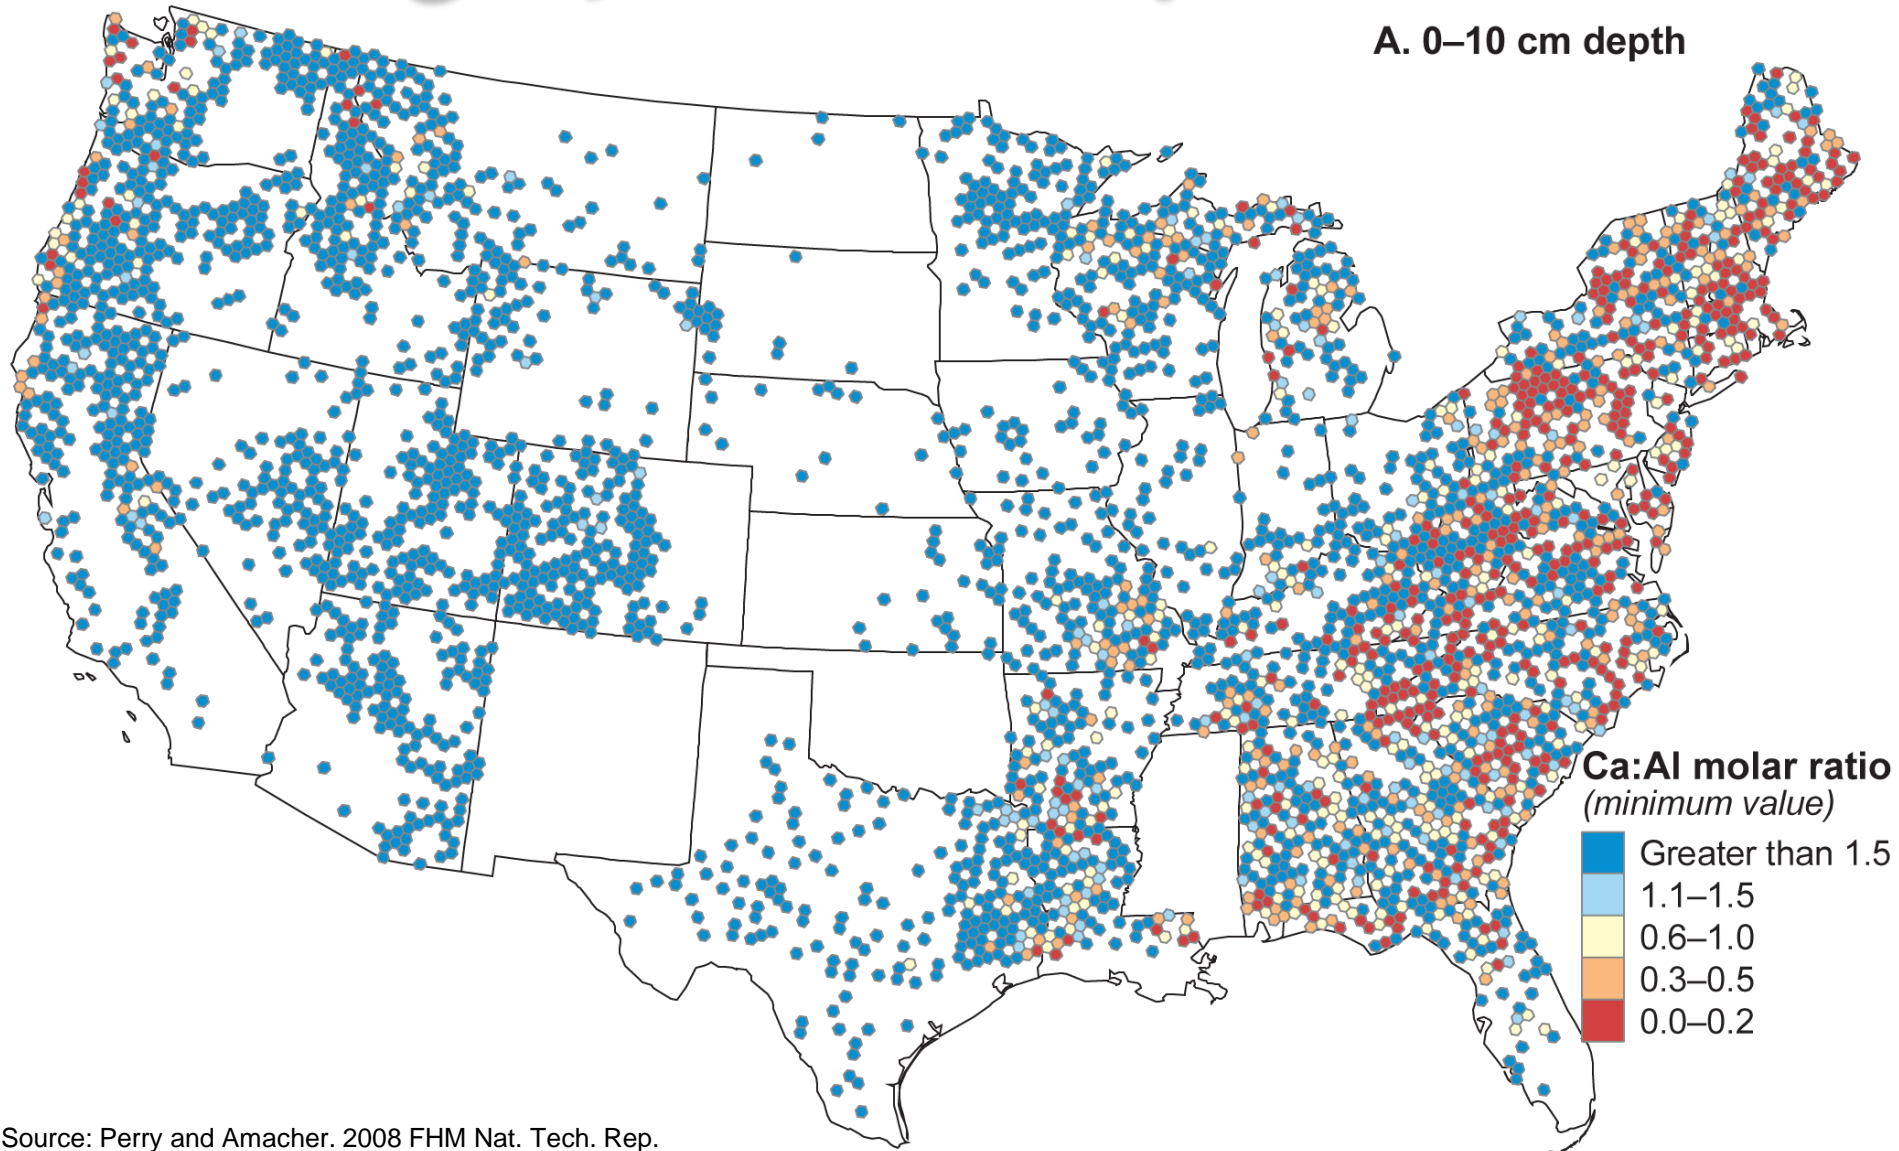 A. 0–10 cm depth
Ca:Al molar ratio
(minimum value)
Greater than 1.5
1.1–1.5
0.6–1.0
0.3–0.5
0.0–0.2
Source: Perry and Amacher. 2008 FHM Nat. Tech. Rep.